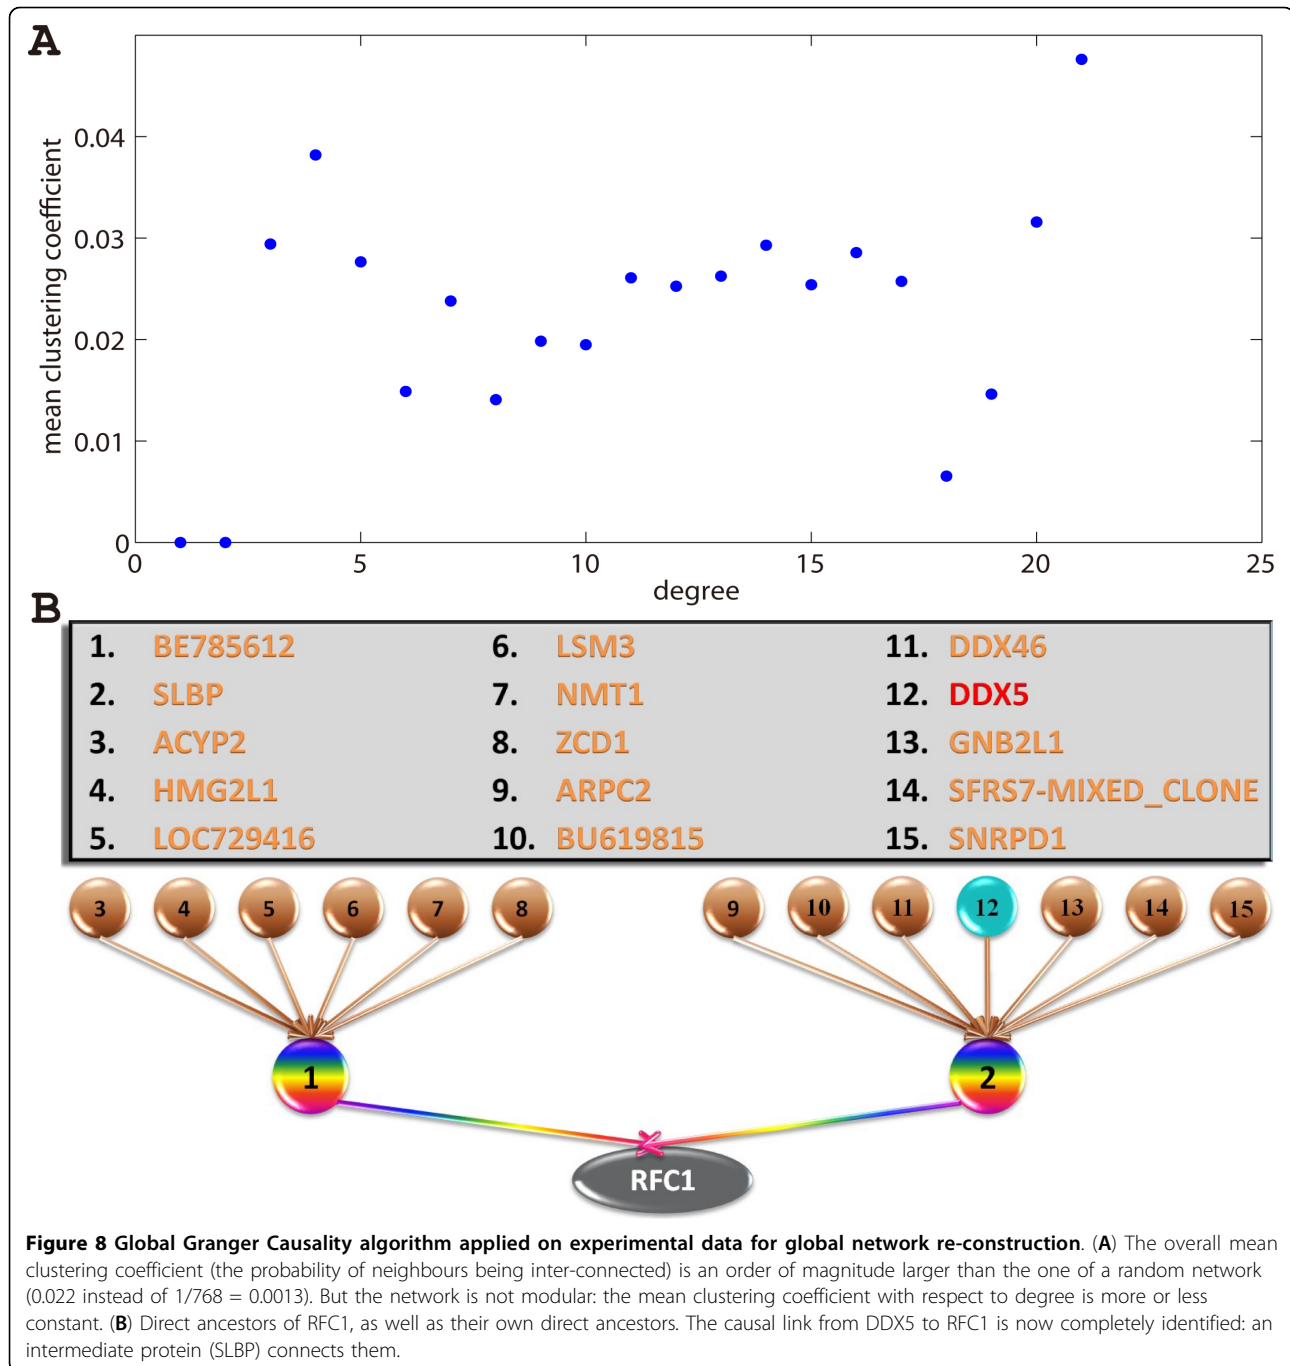 A
mean clustering coefficient
0.04
0.03
0.02
0.01
0
0 5 10 15 20 25
degree
B
1. BE785612 6. LSM3 11. DDX46
2. SLBP 7. NMT1 12. DDX5
3. ACYP2 8. ZCD1 13. GNB2L1
4. HMG2L1 9. ARPC2 14. SFRS7-MIXED_CLONE
5. LOC729416 10. BU619815 15. SNRPD1
3 4 5 6 7 8 9 10 11 12 13 14 15
1 2
RFC1
Figure 8 Global Granger Causality algorithm applied on experimental data for global network re-construction. (A) The overall mean
clustering coefficient (the probability of neighbours being inter-connected) is an order of magnitude larger than the one of a random network
(0.022 instead of 1/768 = 0.0013). But the network is not modular: the mean clustering coefficient with respect to degree is more or less
constant. (B) Direct ancestors of RFC1, as well as their own direct ancestors. The causal link from DDX5 to RFC1 is now completely identified: an
intermediate protein (SLBP) connects them.